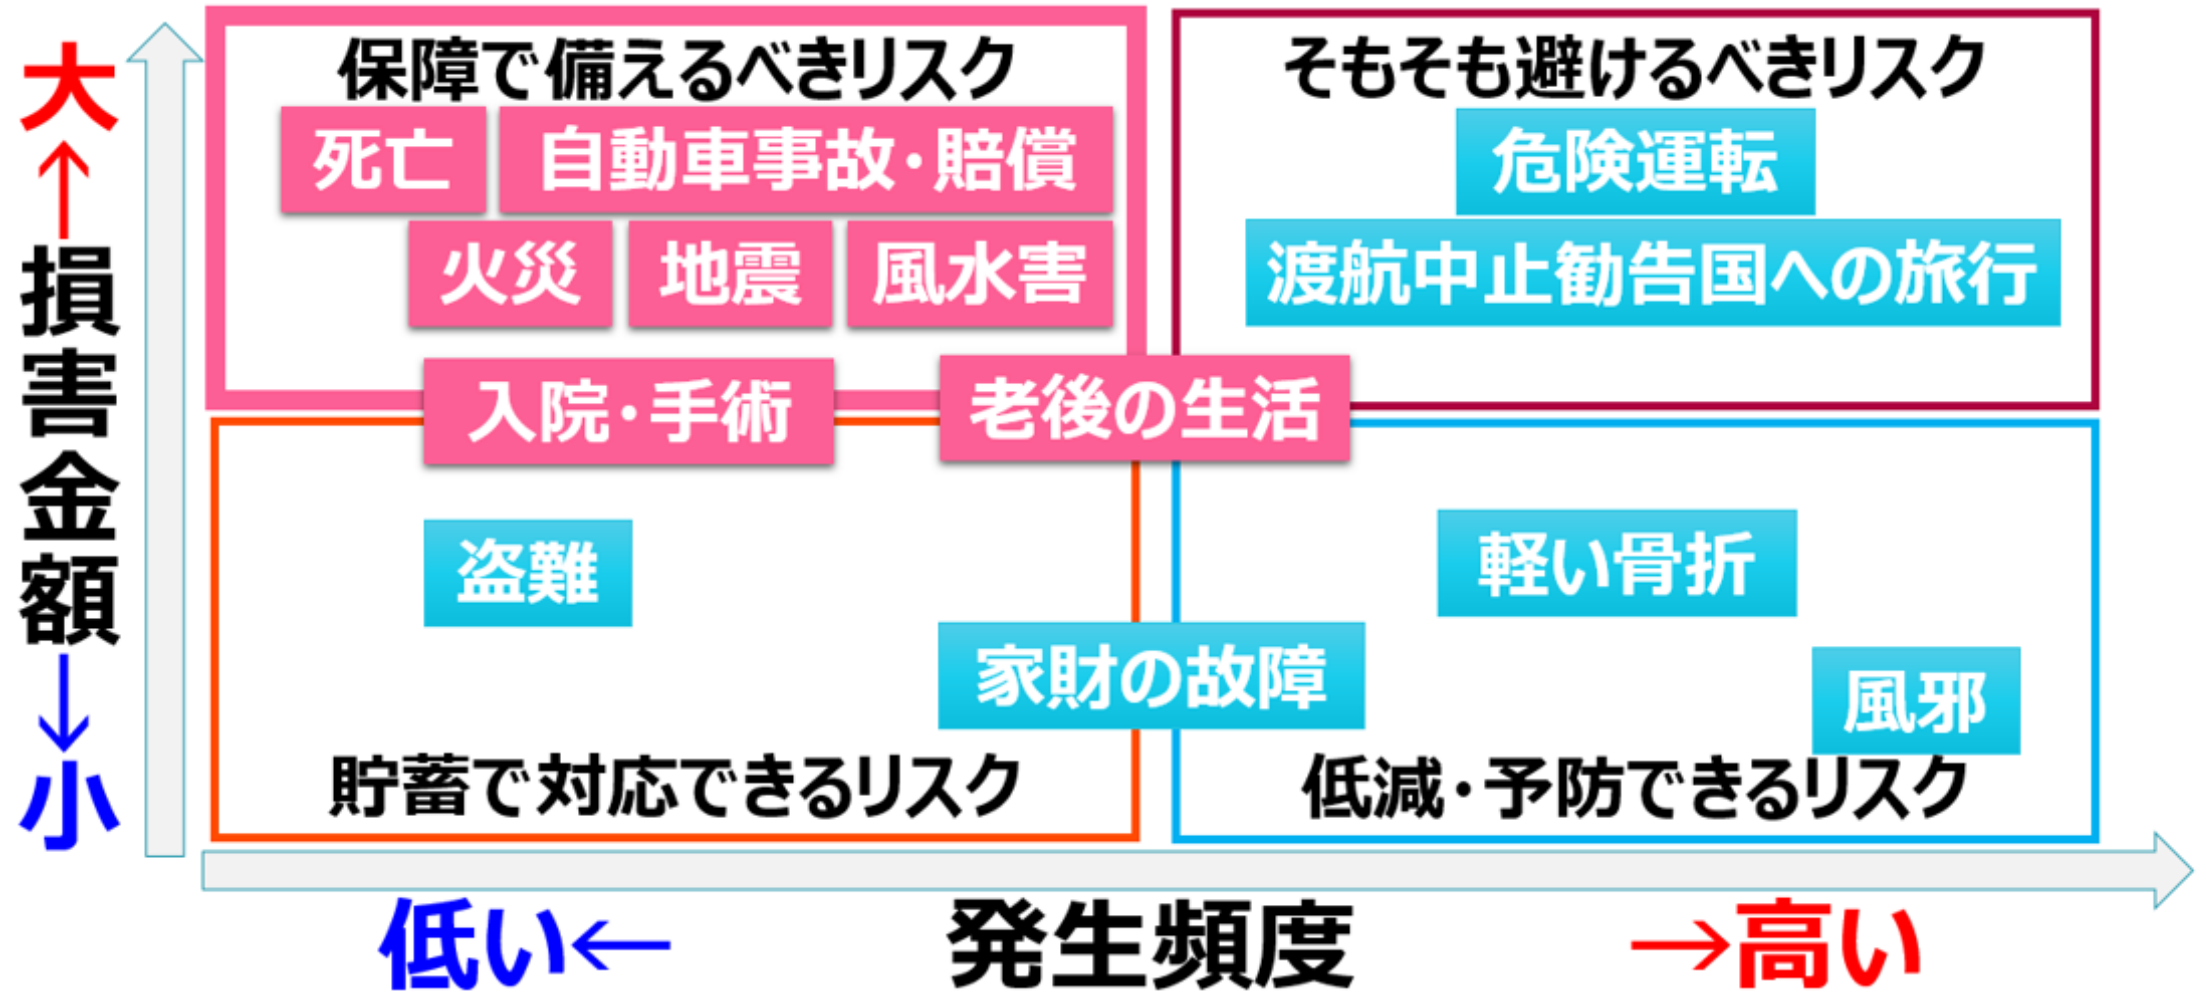 大
↑
損害金額
↓
小
保障で備えるべきリスク
死亡
自動車事故・賠償
火災
地震
風水害
入院・手術
老後の生活
そもそも避けるべきリスク
危険運転
渡航中止勧告国への旅行
盗難
家財の故障
貯蓄で対応できるリスク
軽い骨折
風邪
低減・予防できるリスク
低い←
発生頻度
→高い